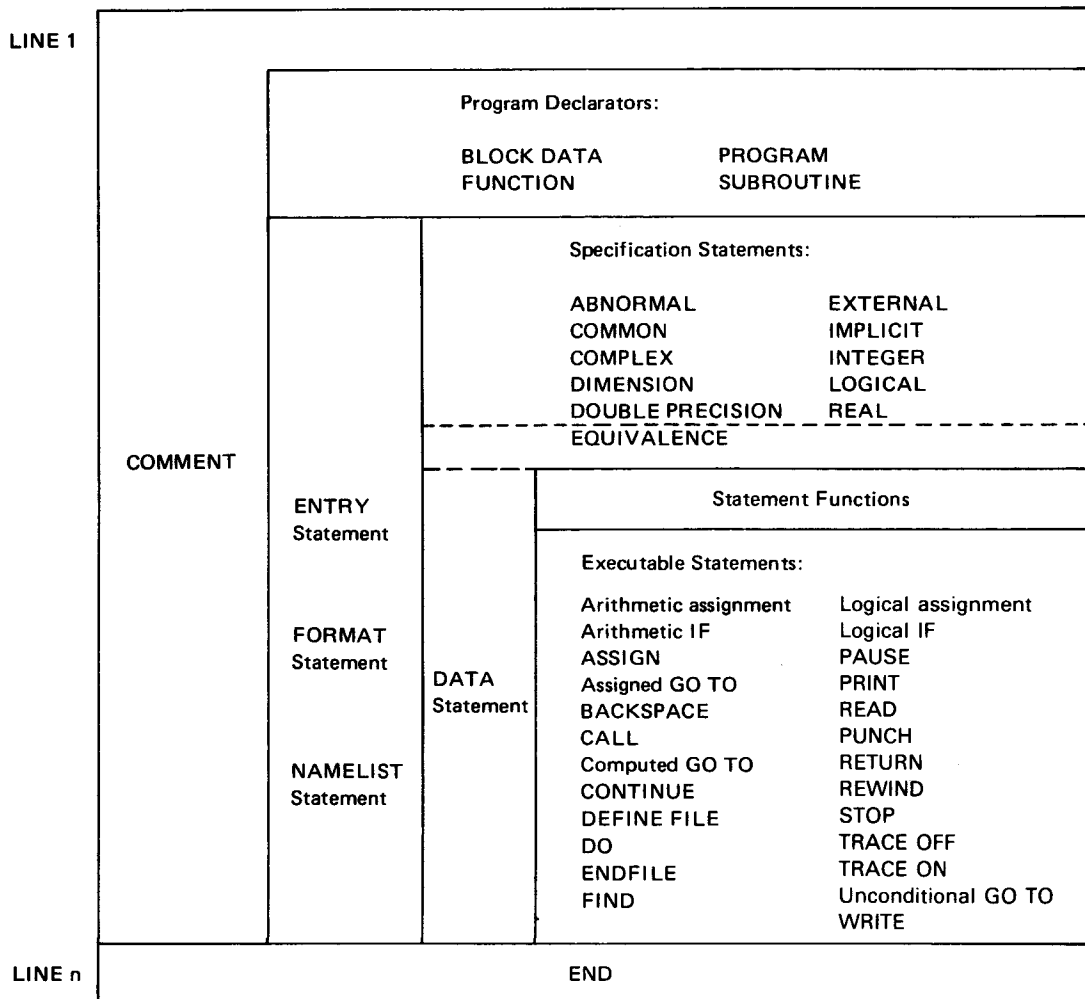 LINE 1
Program Declarators:
BLOCK DATA PROGRAM
FUNCTION SUBROUTINE
Specification Statements:
ABNORMAL EXTERNAL
COMMON IMPLICIT
COMPLEX INTEGER
DIMENSION LOGICAL
DOUBLE PRECISION REAL
EQUIVALENCE
COMMENT
ENTRY
Statement
FORMAT
Statement
NAMELIST
Statement
DATA
Statement
Statement Functions
Executable Statements:
Arithmetic assignment Logical assignment
Arithmetic IF Logical IF
ASSIGN PAUSE
Assigned GO TO PRINT
BACKSPACE READ
CALL PUNCH
Computed GO TO RETURN
CONTINUE REWIND
DEFINE FILE STOP
DO TRACE OFF
ENDFILE TRACE ON
FIND Unconditional GO TO
WRITE
LINE n END